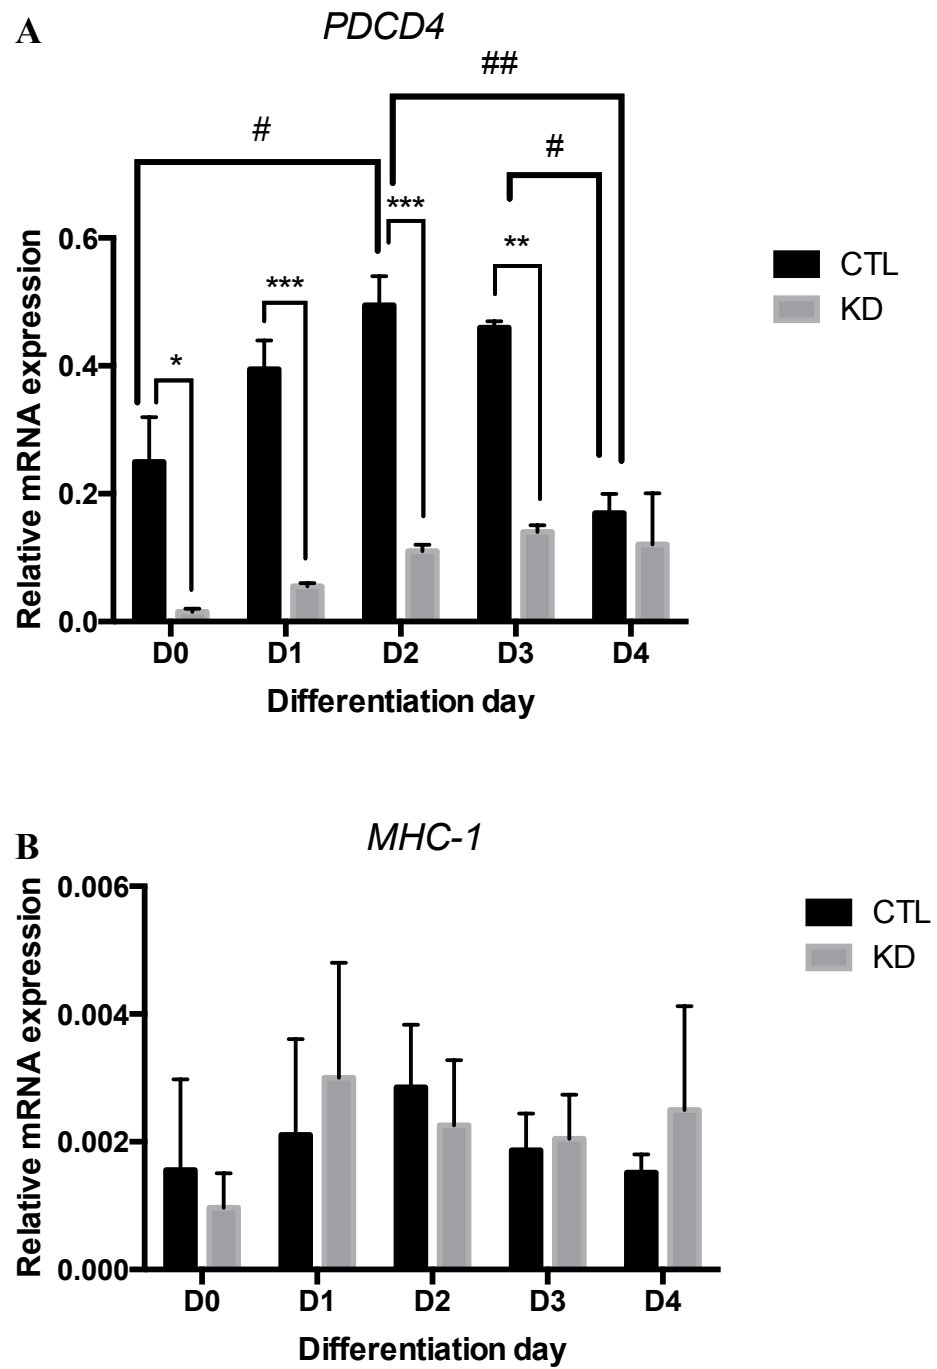 A
PDCD4
##
#
#
***
**
***
*
Relative mRNA expression
0.6
0.4
0.2
0.0
CTL
KD
D0 D1 D2 D3 D4
Differentiation day
B
MHC-1
Relative mRNA expression
0.006
0.004
0.002
0.000
CTL
KD
D0 D1 D2 D3 D4
Differentiation day